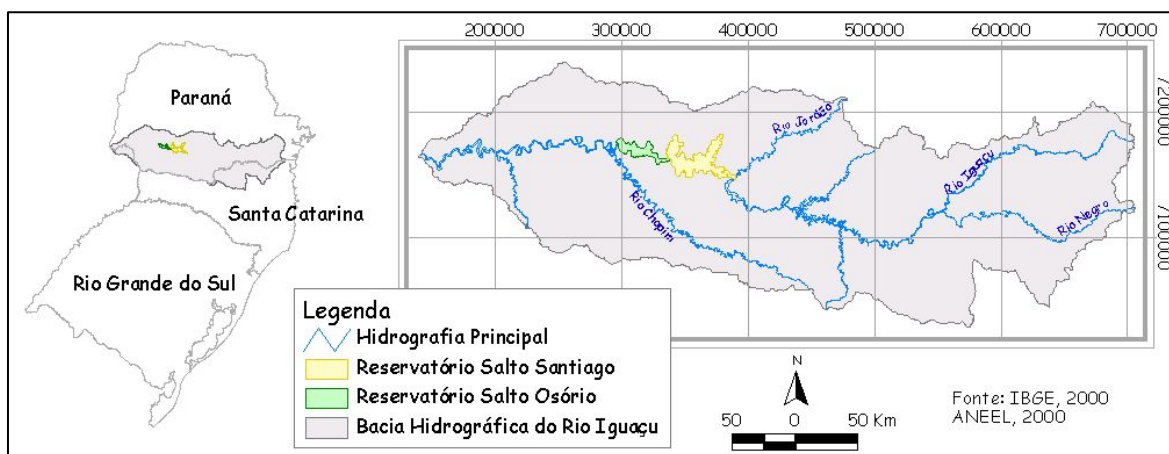 200000 300000 400000 500000 600000 700000
7200000
7100000
Paraná
Santa Catarina
Rio Grande do Sul
Rio Jordão
Rio Iguaçu
Rio Negro
Rio Chopim
Legenda
Hidrografia Principal
Reservatório Salto Santiago
Reservatório Salto Osório
Bacia Hidrográfica do Rio Iguaçu
N
50 0 50 Km
Fonte: IBGE, 2000
ANEEL, 2000